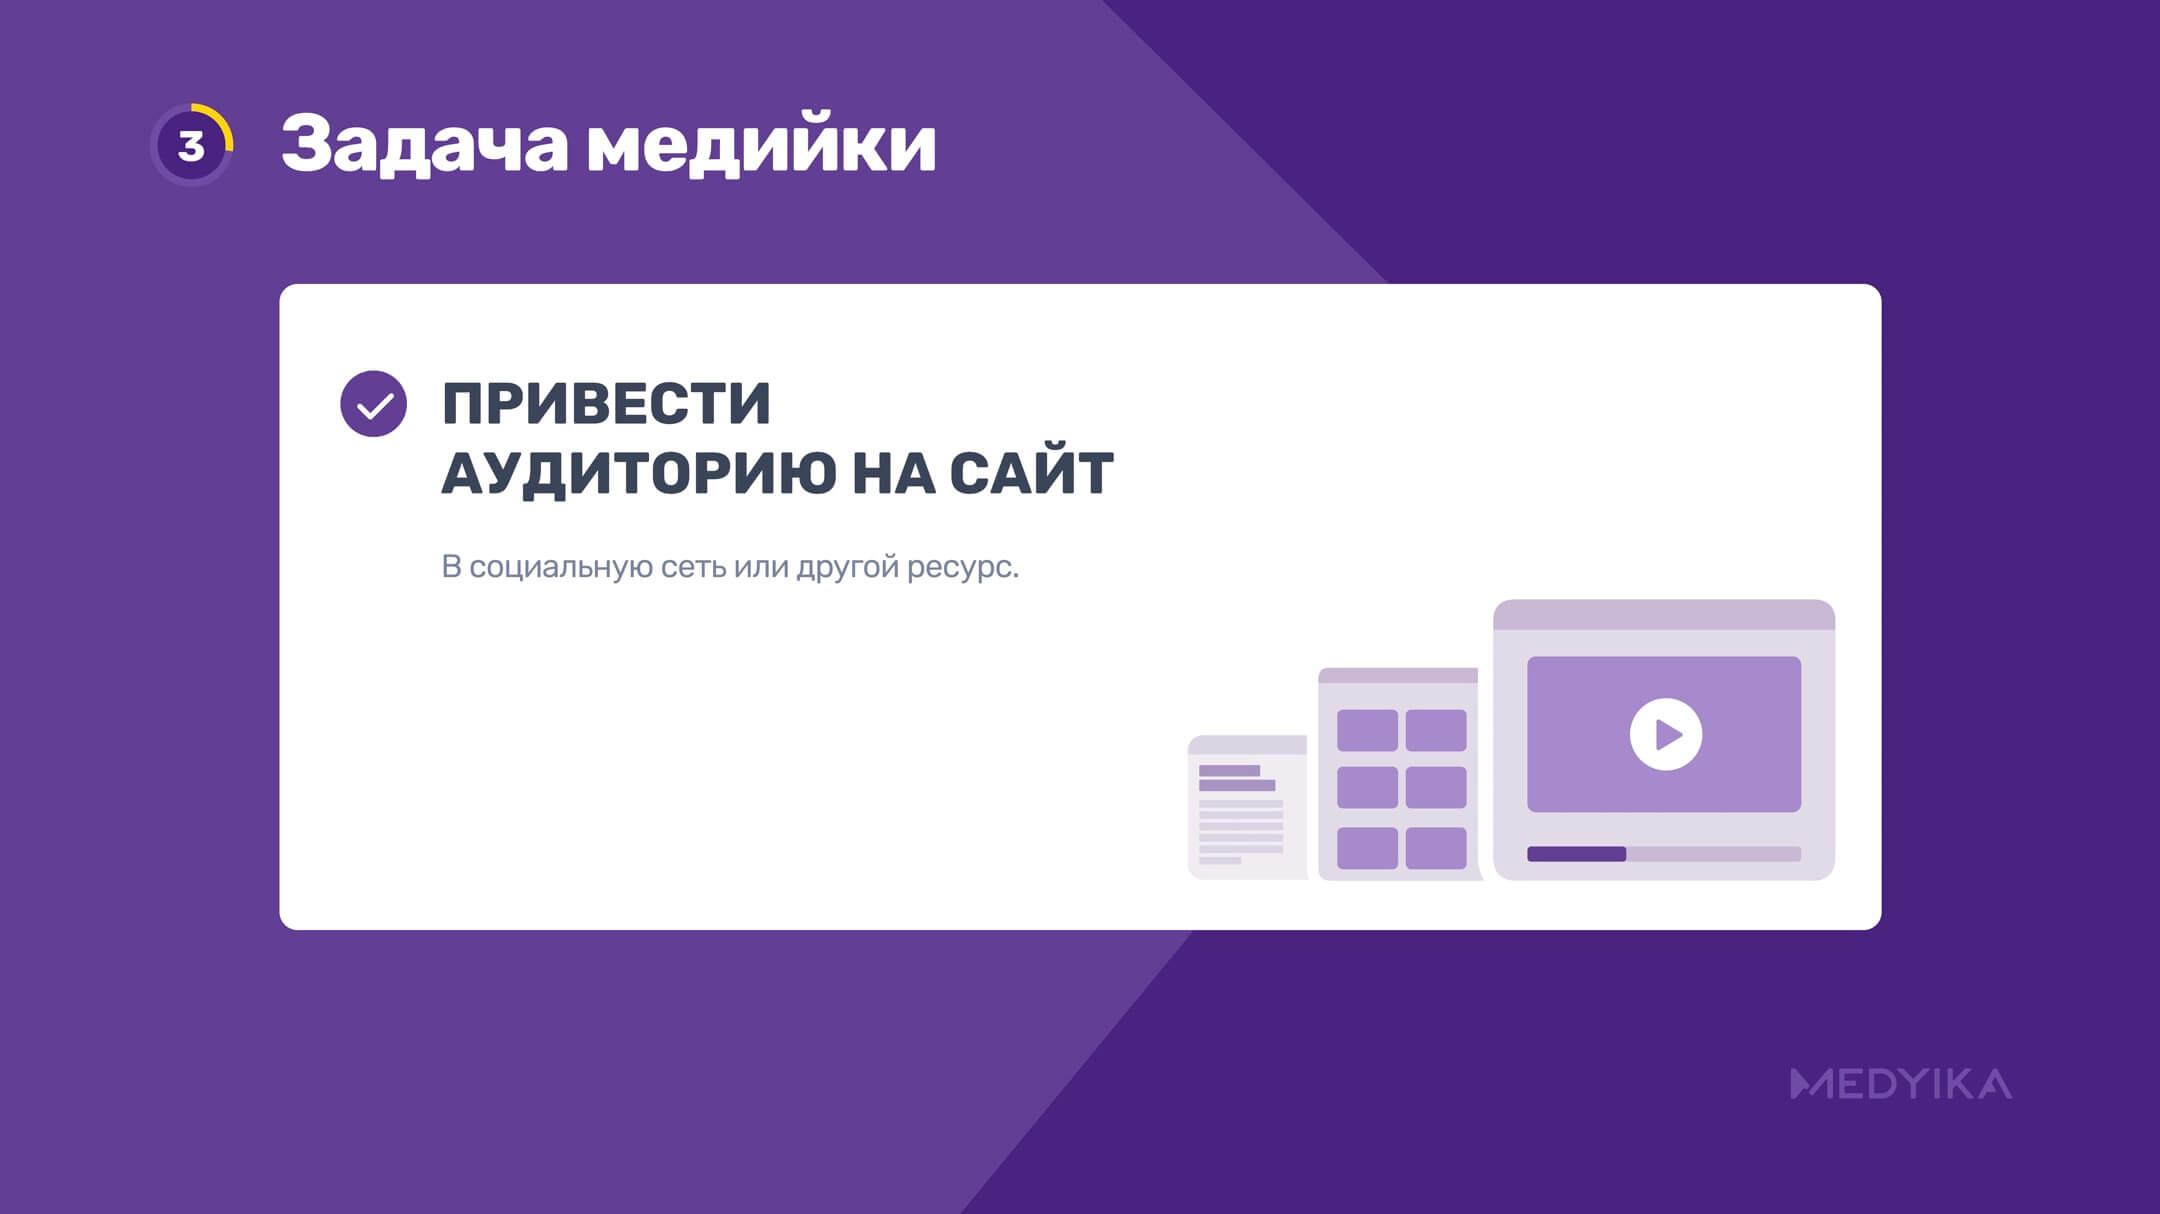 3
Задача медийки
ПРИВЕСТИ
АУДИТОРИЮ НА САЙТ
В социальную сеть или другой ресурс.
MEDYIKA